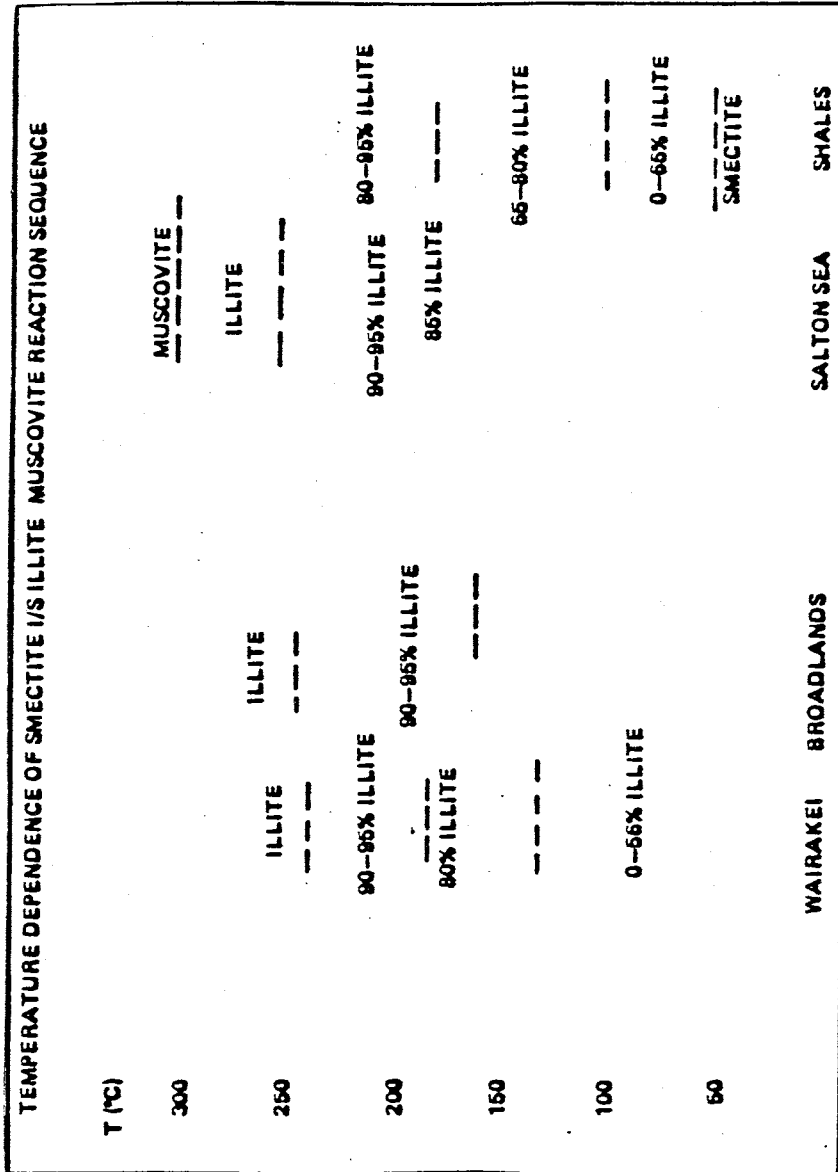 TEMPERATURE DEPENDENCE OF SMECTITE I/S ILLITE MUSCOVITE REACTION SEQUENCE
T (°C)
300
250
200
150
100
50
ILLITE
90–95% ILLITE
80% ILLITE
0–55% ILLITE
WAIRAKEI
ILLITE
90–95% ILLITE
BROADLANDS
MUSCOVITE
ILLITE
90–95% ILLITE
85% ILLITE
SALTON SEA
80–95% ILLITE
65–80% ILLITE
0–65% ILLITE
SMECTITE
SHALES